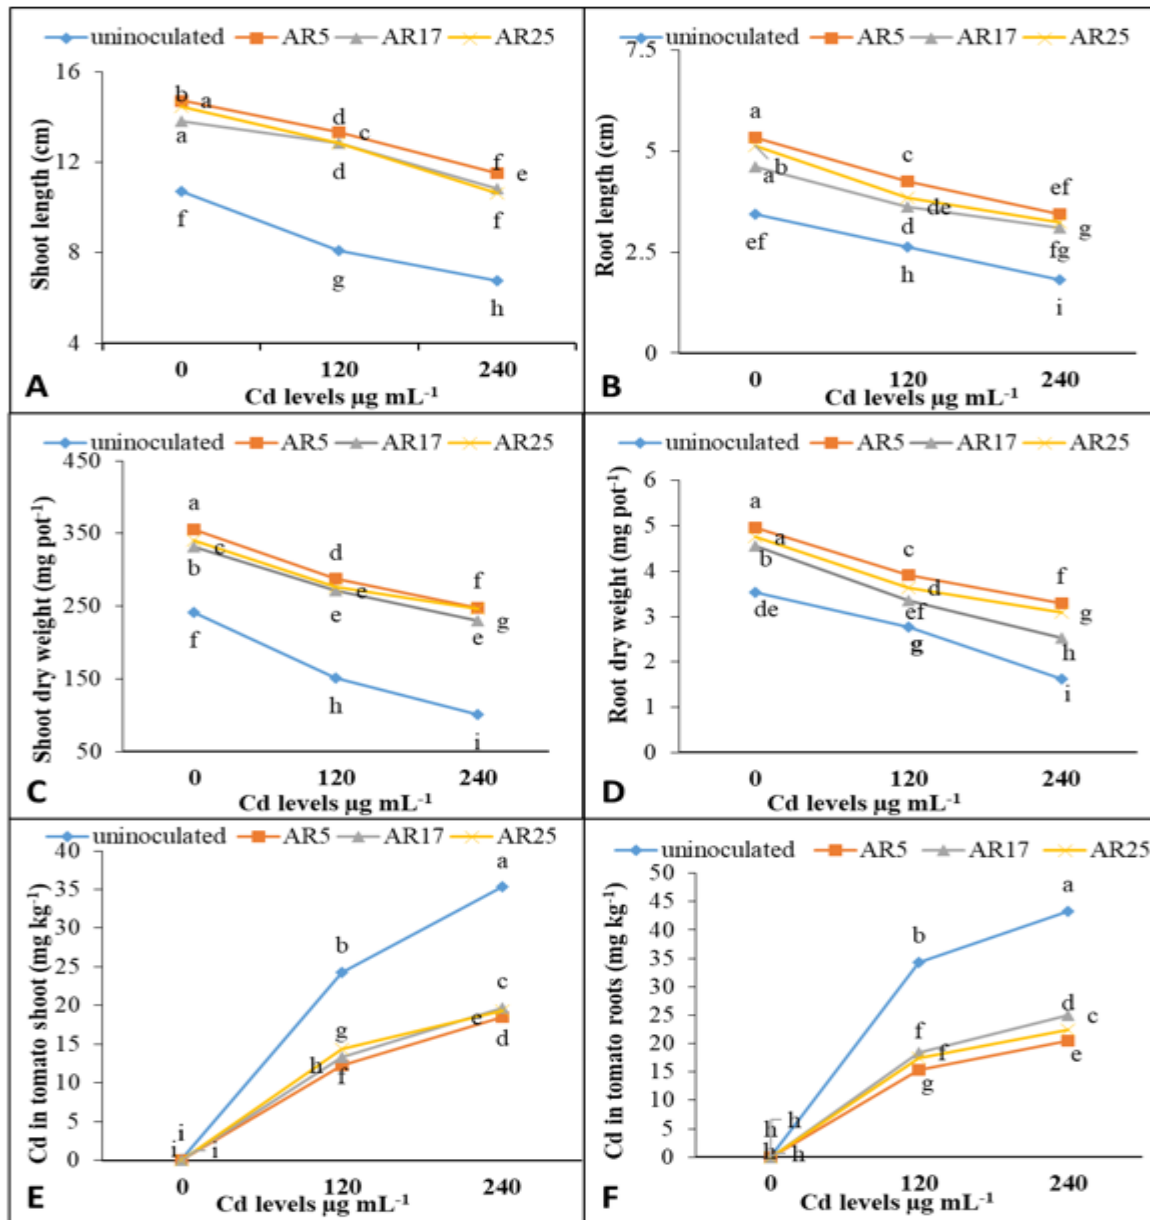 uninoculated AR5 AR17 AR25
Shoot length (cm)
16
12
8
4
b a
a
f
d
c
d
g
f
e
f
h
0 120 240
A
Cd levels µg mL-1
uninoculated AR5 AR17 AR25
Root length (cm)
7.5
5
2.5
0
a
b
a
ef
c
de
d
h
ef
g
fg
i
0 120 240
B
Cd levels µg mL-1
uninoculated AR5 AR17 AR25
Shoot dry weight (mg pot-1)
450
350
250
150
50
a
c
b
f
d
e
e
h
f
g
e
i
0 120 240
C
Cd levels µg mL-1
uninoculated AR5 AR17 AR25
Root dry weight (mg pot-1)
6
5
4
3
2
1
0
a
a
b
de
c
d
ef
g
f
g
h
i
0 120 240
D
Cd levels µg mL-1
uninoculated AR5 AR17 AR25
Cd in tomato shoot (mg kg-1)
40
35
30
25
20
15
10
5
0
i
i i
b
g
h
f
a
c
e
d
0 120 240
E
Cd levels µg mL-1
uninoculated AR5 AR17 AR25
Cd in tomato roots (mg kg-1)
50
45
40
35
30
25
20
15
10
5
0
h
h
h
h
b
f
f
g
a
d
c
e
0 120 240
F
Cd levels µg mL-1